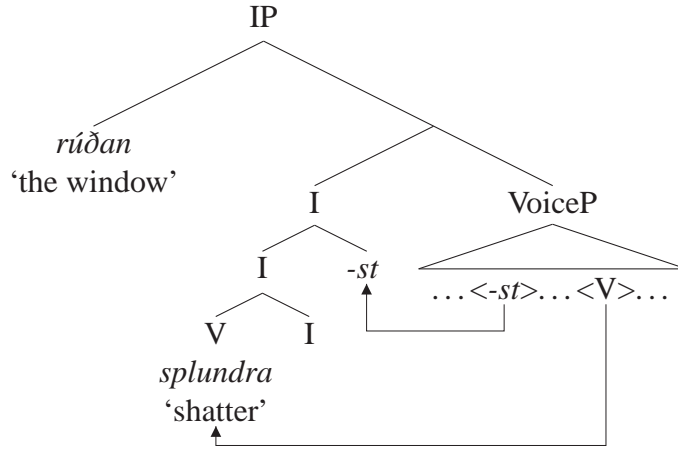 IP
rúðan
‘the window’
I VoiceP
I -st
. . . <-st>. . . <V>. . .
V I
splundra
‘shatter’